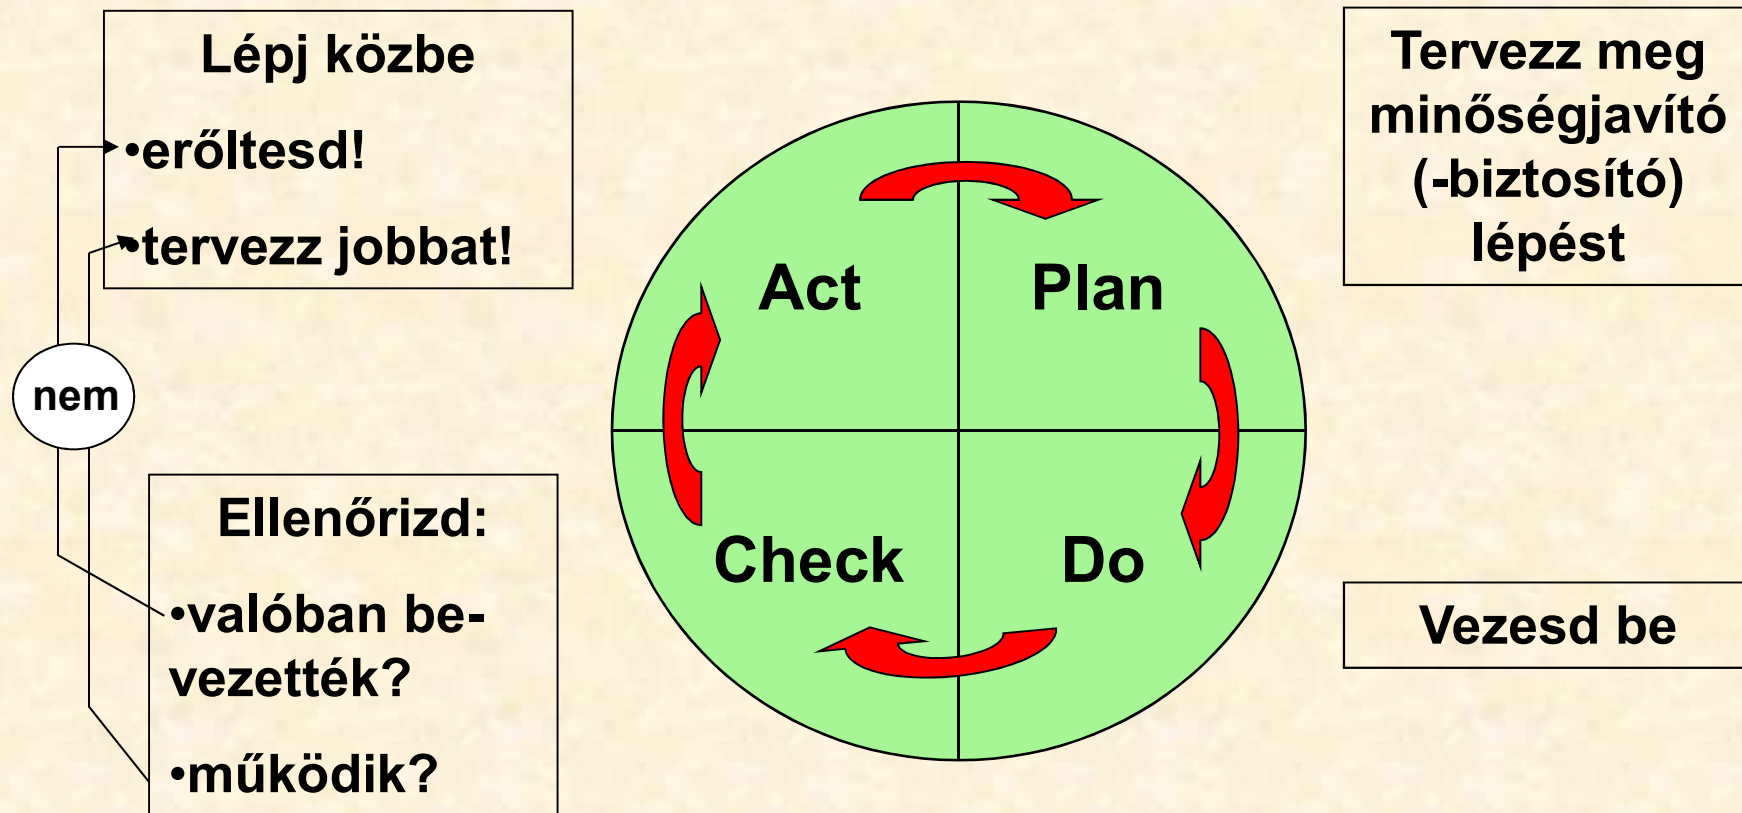 Lépj közbe
•erőltesd!
•tervezz jobbat!
Tervezz meg
minőségjavító
(-biztosító)
lépést
Act
Plan
nem
Check
Do
Ellenőrizd:
•valóban be-
vezették?
•működik?
Vezesd be